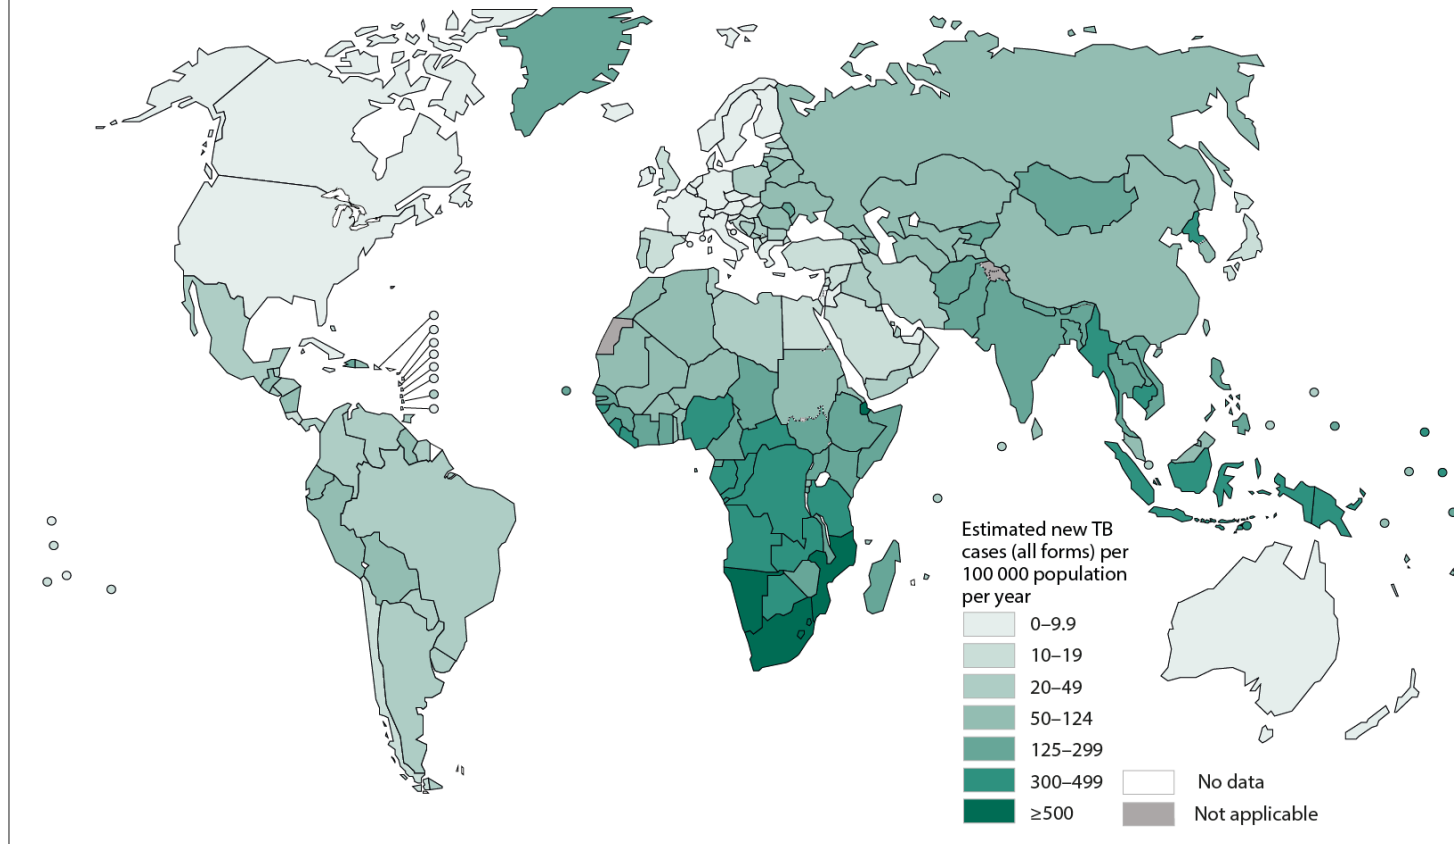 Estimated new TB
cases (all forms) per
100 000 population
per year
0–9.9
10–19
20–49
50–124
125–299
300–499
≥500
No data
Not applicable